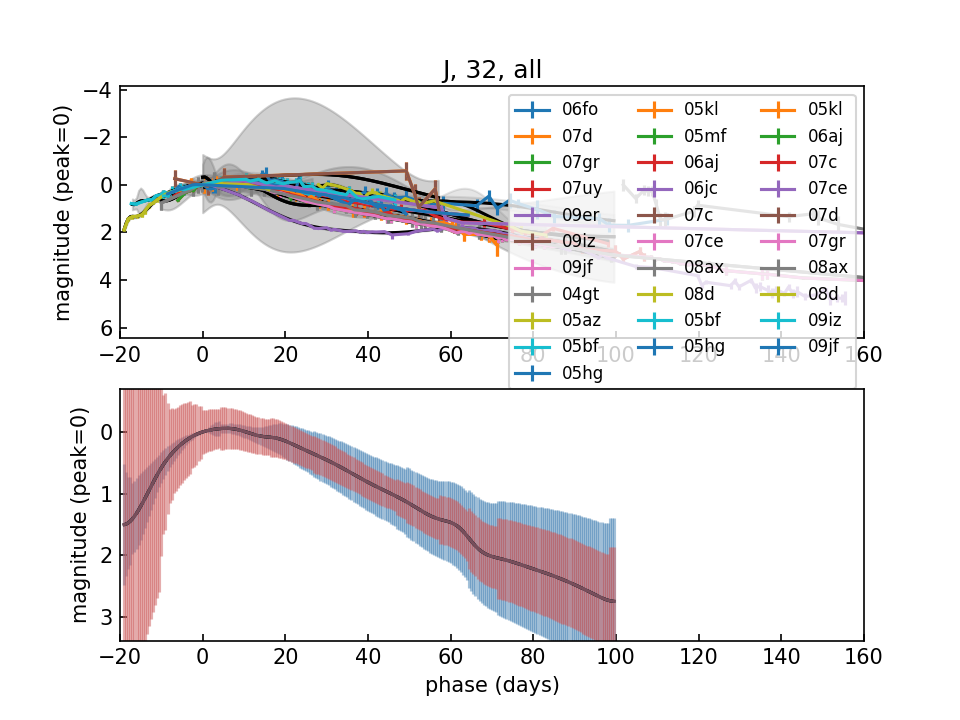 J, 32, all
magnitude (peak=0)
−4
−2
0
2
4
6
−20 0 20 40 60 80 100 120 140 160
06fo 05kl 05kl
07d 05mf 06aj
07gr 06aj 07c
07uy 06jc 07ce
09er 07c 07d
09iz 07ce 07gr
09jf 08ax 08ax
04gt 08d 08d
05az 05bf 09iz
05bf 05hg 09jf
05hg
magnitude (peak=0)
0
1
2
3
−20 0 20 40 60 80 100 120 140 160
phase (days)